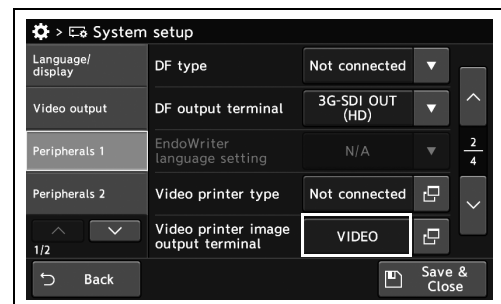 > System setup
Language/
display
DF type
Not connected
Video output
DF output terminal
3G-SDI OUT
(HD)
Peripherals 1
EndoWriter
language setting
N/A
2
4
Peripherals 2
Video printer type
Not connected
1/2
Video printer image
output terminal
VIDEO
Back
Save &
Close